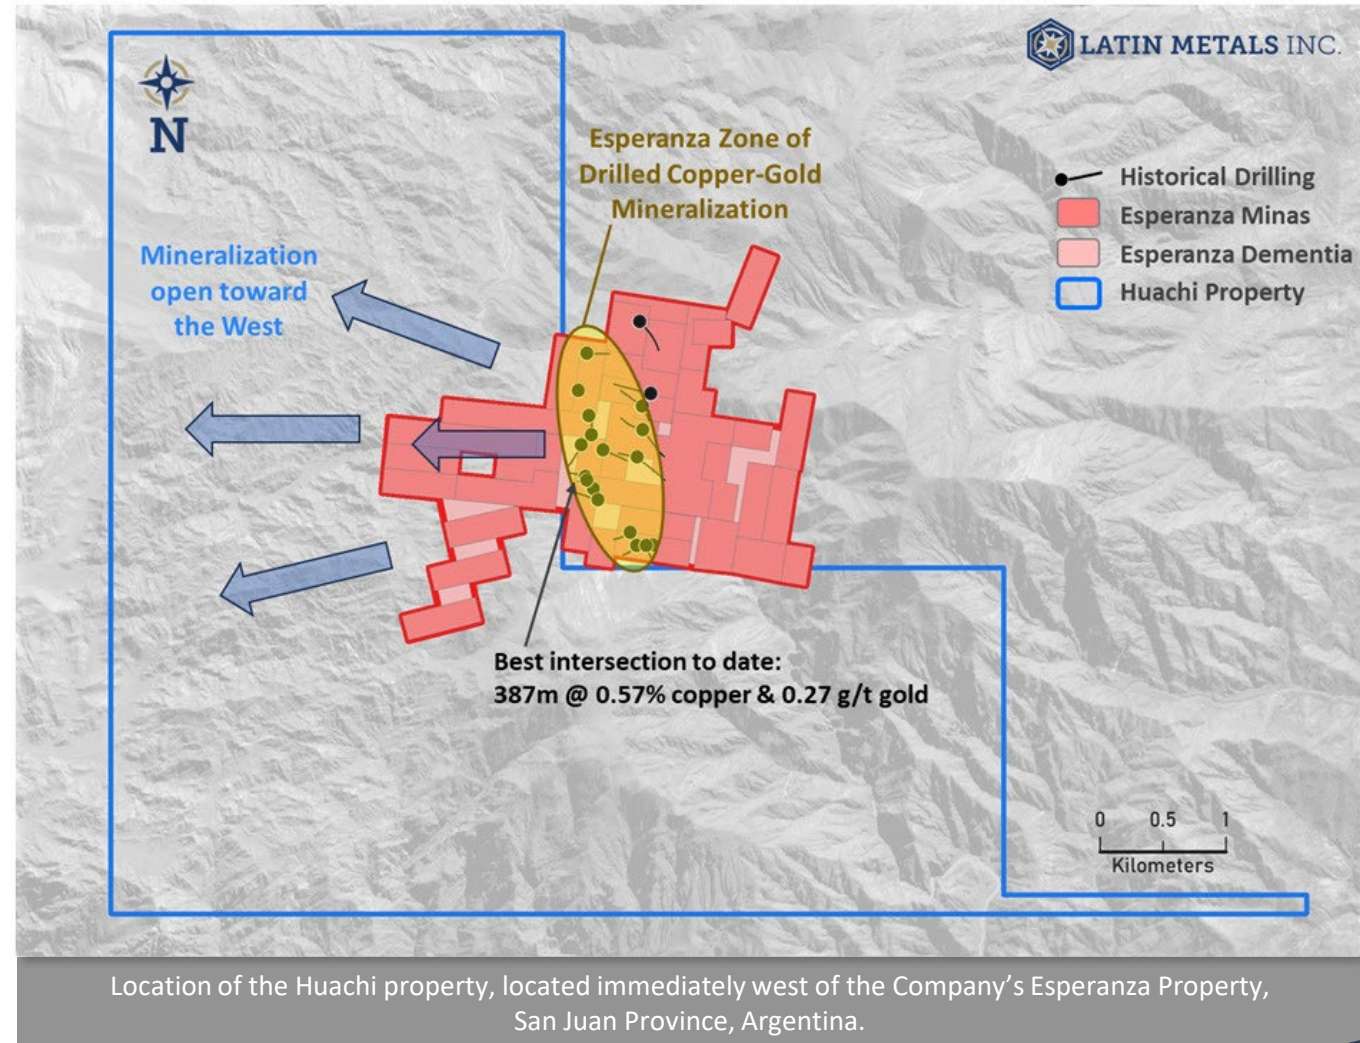 LATIN METALS INC.
N
Esperanza Zone of
Drilled Copper-Gold
Mineralization
Historical Drilling
Esperanza Minas
Esperanza Dementia
Huachi Property
Mineralization
open toward
the West
Best intersection to date:
387m @ 0.57% copper & 0.27 g/t gold
0 0.5 1
Kilometers
Location of the Huachi property, located immediately west of the Company’s Esperanza Property,
San Juan Province, Argentina.